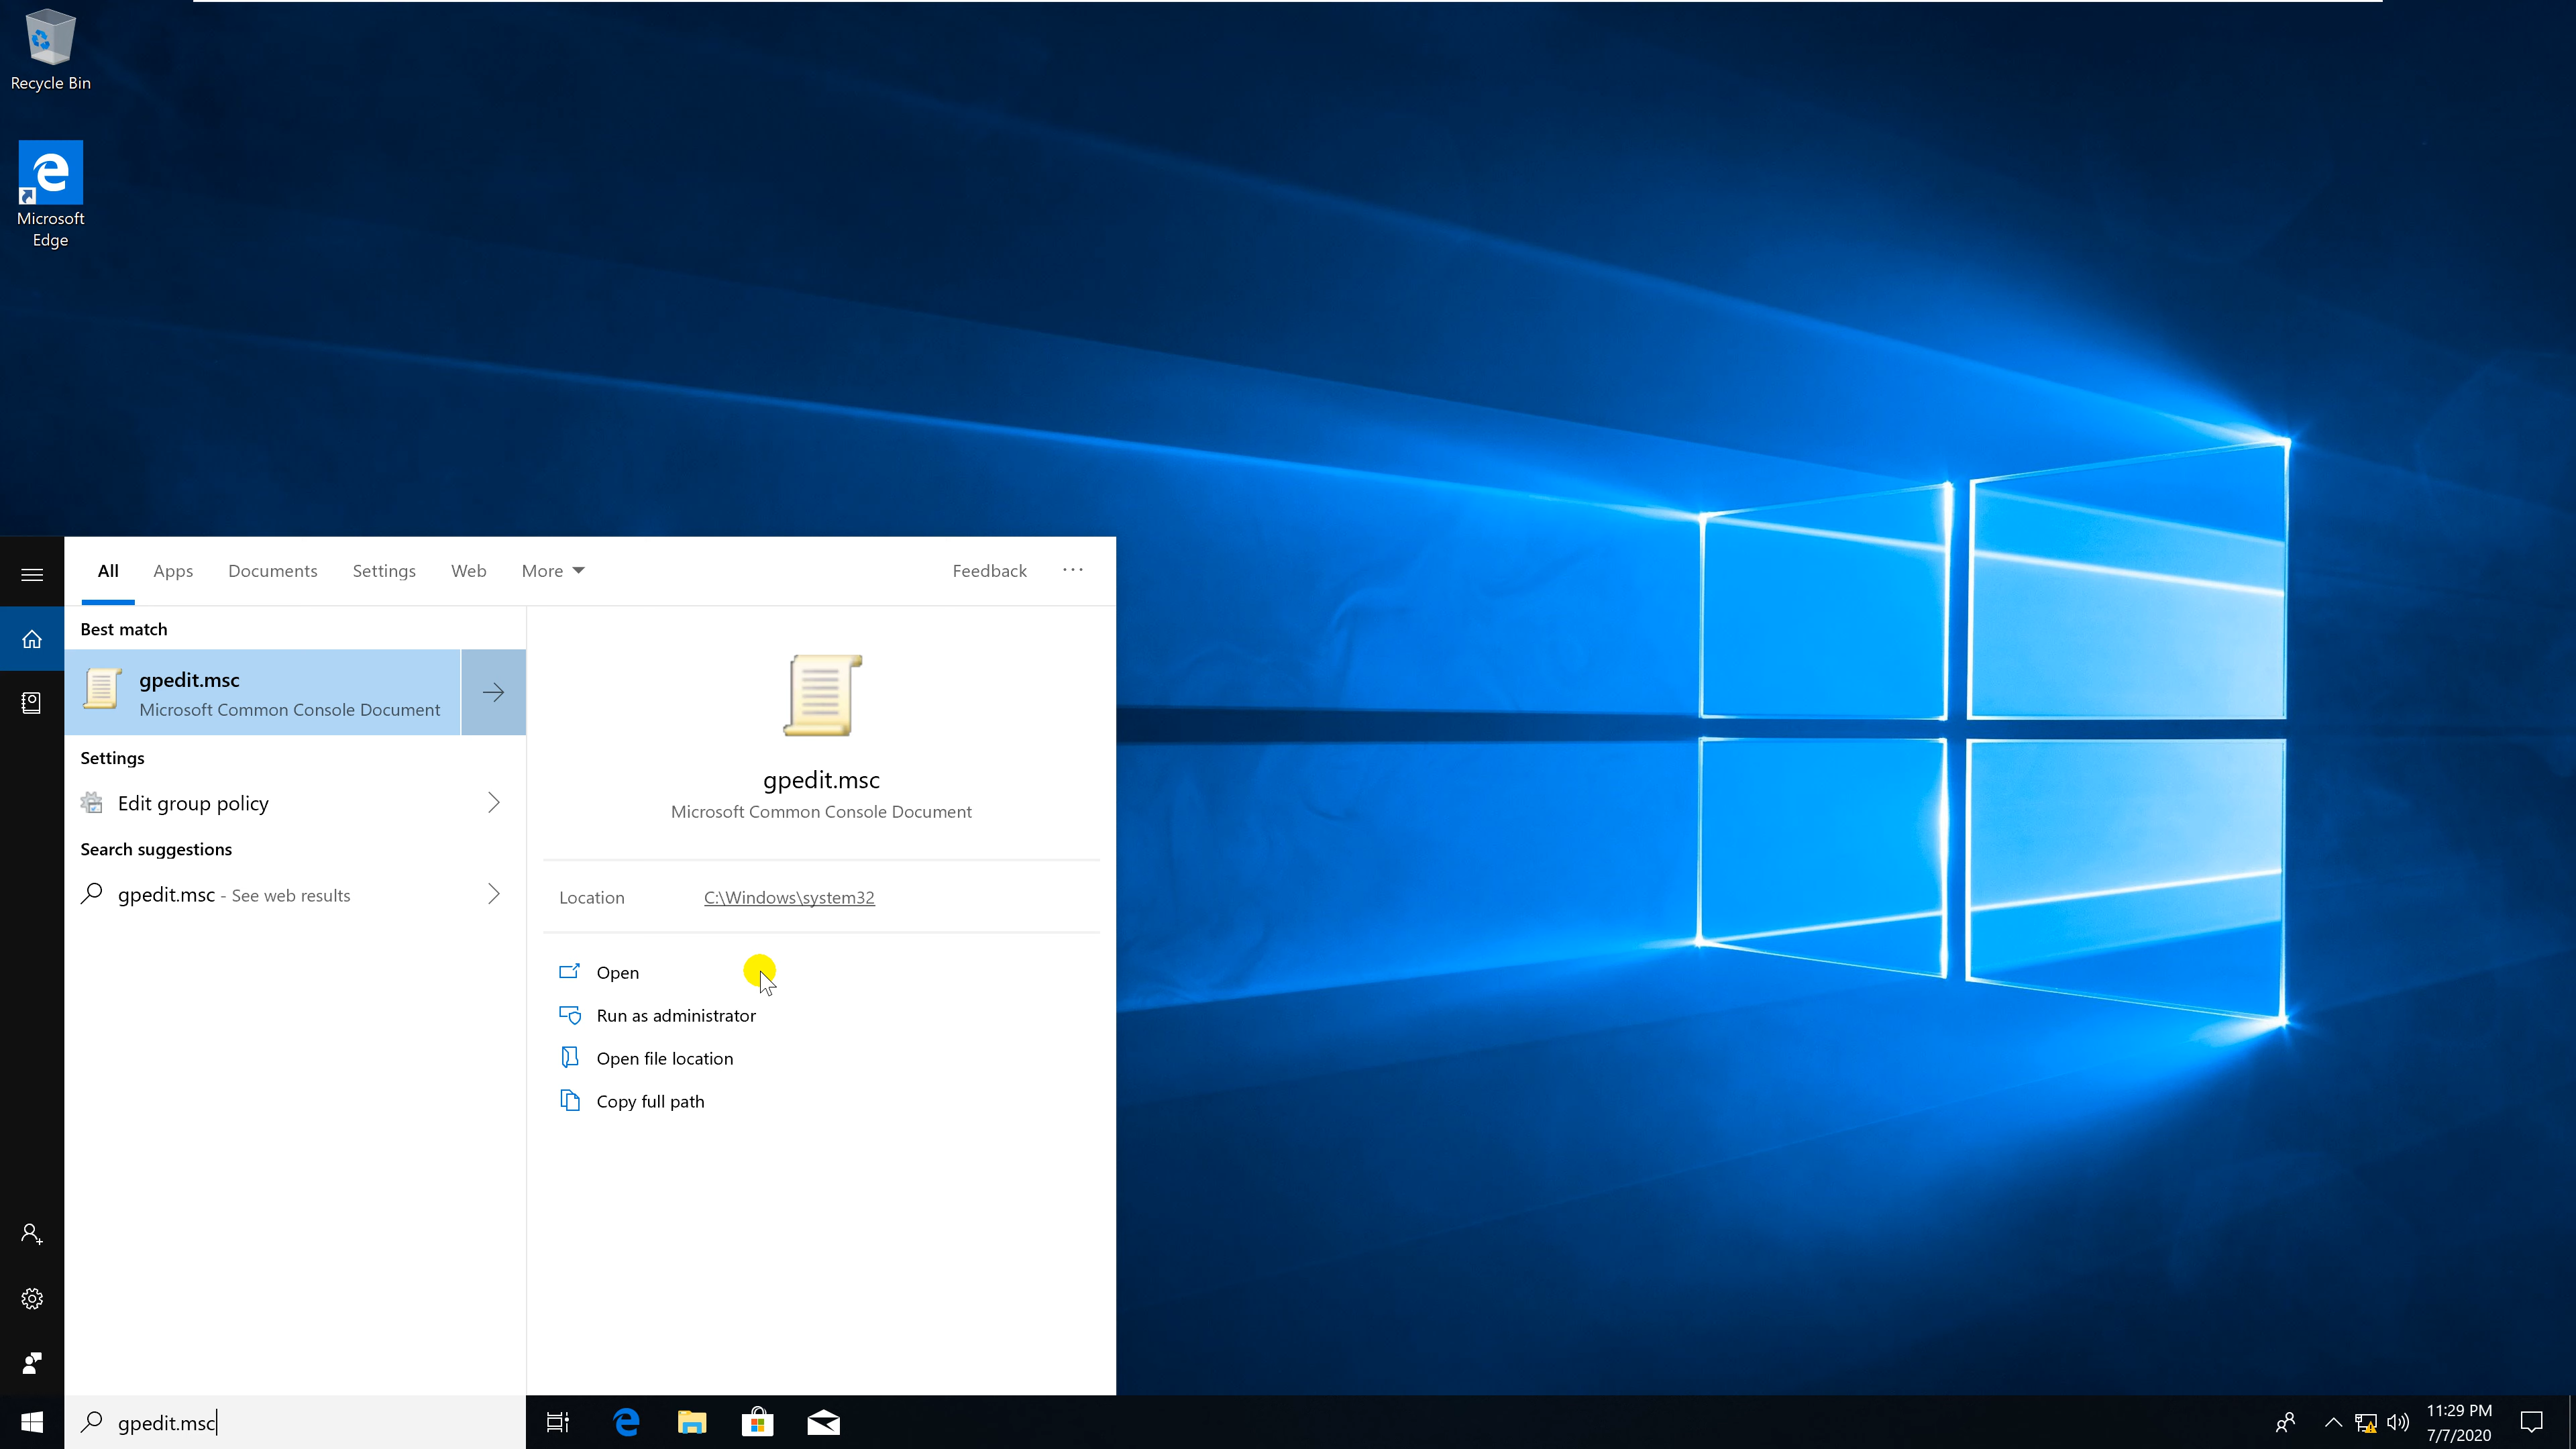 Recycle Bin
Microsoft
Edge
All Apps Documents Settings Web More Feedback ...
Best match
gpedit.msc
Microsoft Common Console Document
Settings
Edit group policy
Search suggestions
gpedit.msc - See web results
gpedit.msc
Microsoft Common Console Document
Location C:\Windows\system32
Open
Run as administrator
Open file location
Copy full path
gpedit.msc
11:29 PM
7/7/2020